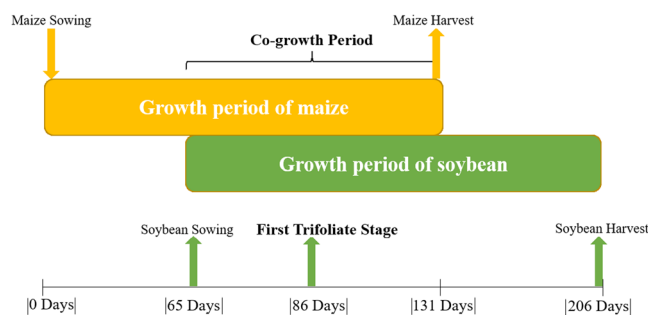 Maize Sowing
Maize Harvest
Co-growth Period
Growth period of maize
Growth period of soybean
Soybean Sowing
First Trifoliate Stage
Soybean Harvest
|0 Days|
|65 Days|
|86 Days|
|131 Days|
|206 Days|